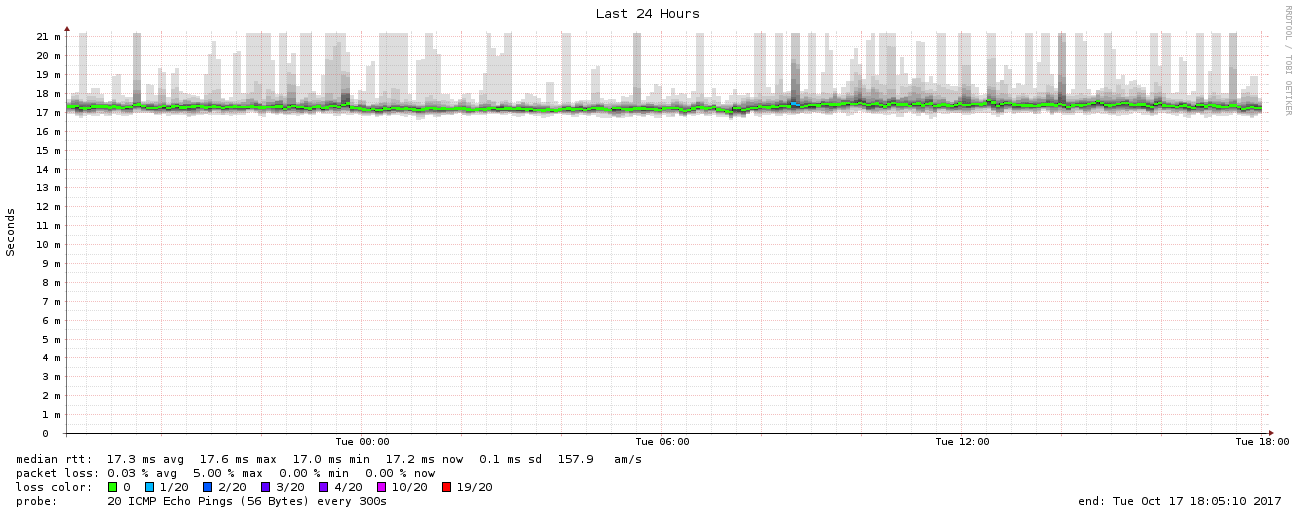 Last 24 Hours
RRDTOOL / TOBI OETIKER
Seconds
21 m
20 m
19 m
18 m
17 m
16 m
15 m
14 m
13 m
12 m
11 m
10 m
9 m
8 m
7 m
6 m
5 m
4 m
3 m
2 m
1 m
0
Tue 00:00 Tue 06:00 Tue 12:00 Tue 18:00
median rtt: 17.3 ms avg 17.6 ms max 17.0 ms min 17.2 ms now 0.1 ms sd 157.9 am/s
packet loss: 0.03 % avg 5.00 % max 0.00 % min 0.00 % now
loss color: 0 1/20 2/20 3/20 4/20 10/20 19/20
probe: 20 ICMP Echo Pings (56 Bytes) every 300s end: Tue Oct 17 18:05:10 2017